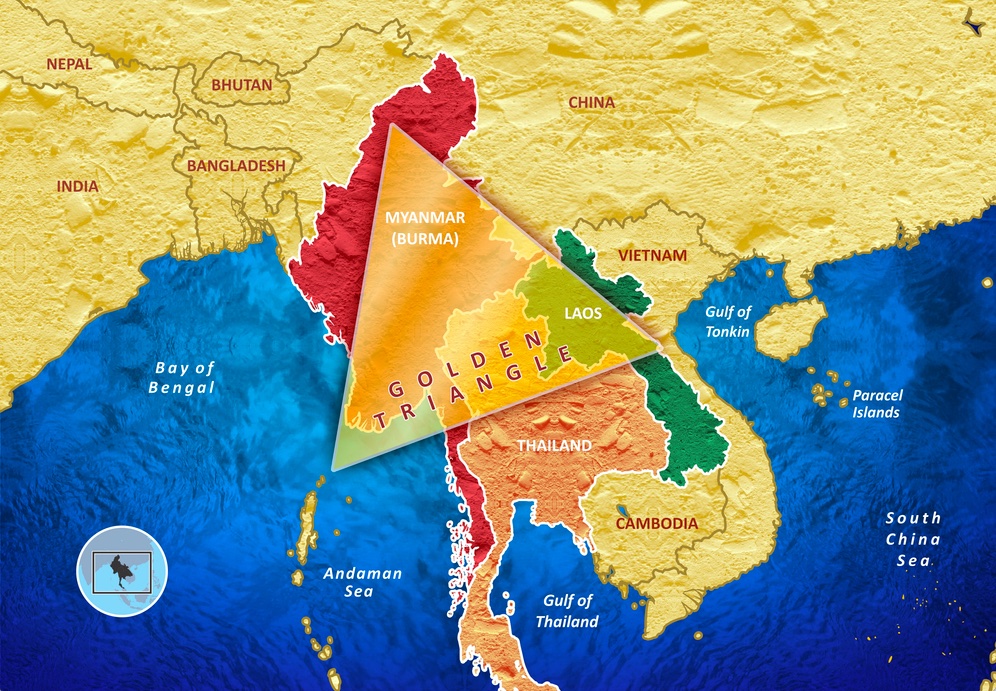 NEPAL
BHUTAN
CHINA
BANGLADESH
INDIA
MYANMAR
(BURMA)
VIETNAM
LAOS
Gulf of
Tonkin
GOLDEN
TRIANGLE
Bay of
Bengal
Paracel
Islands
THAILAND
CAMBODIA
South
China
Sea
Andaman
Sea
Gulf of
Thailand